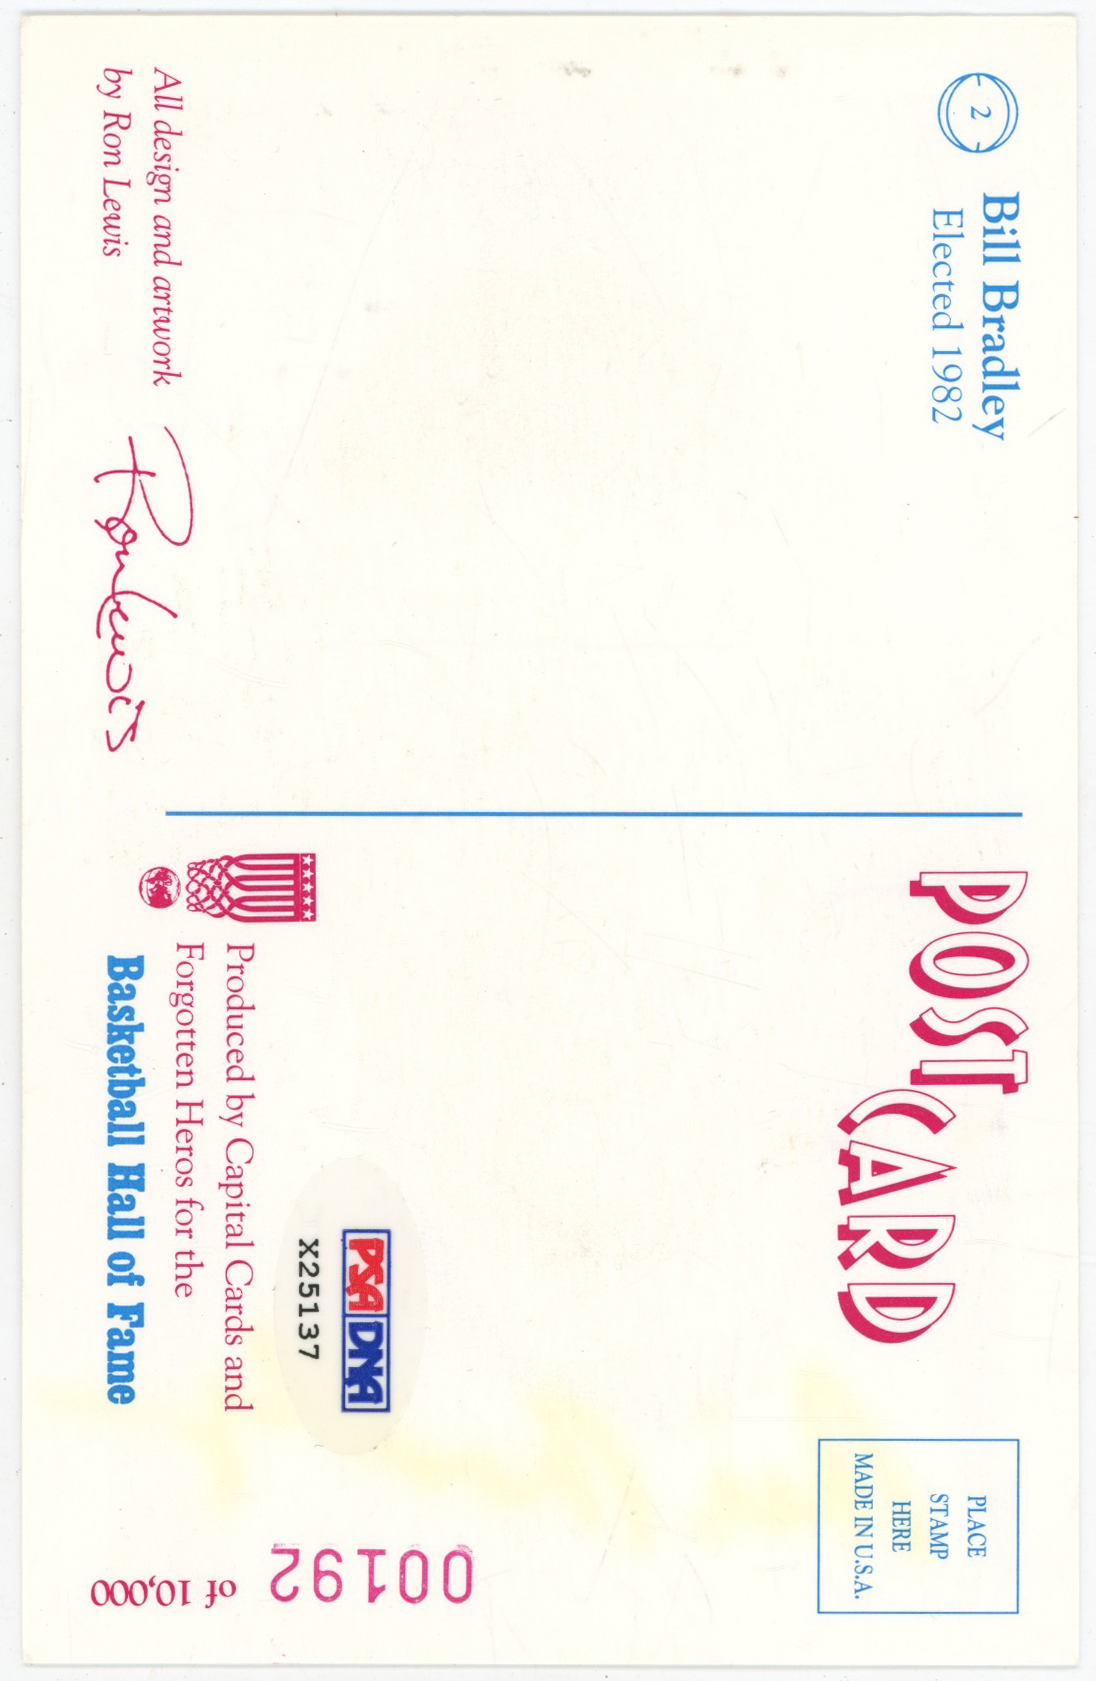 2
Bill Bradley
Elected 1982
All design and artwork
by Ron Lewis
Ron Lewis
POST
CARD
PLACE
STAMP
HERE
MADE IN U.S.A.
Produced by Capital Cards and
Forgotten Heros for the
Basketball Hall of Fame
PSA DNA
X25137
00192
of 10,000